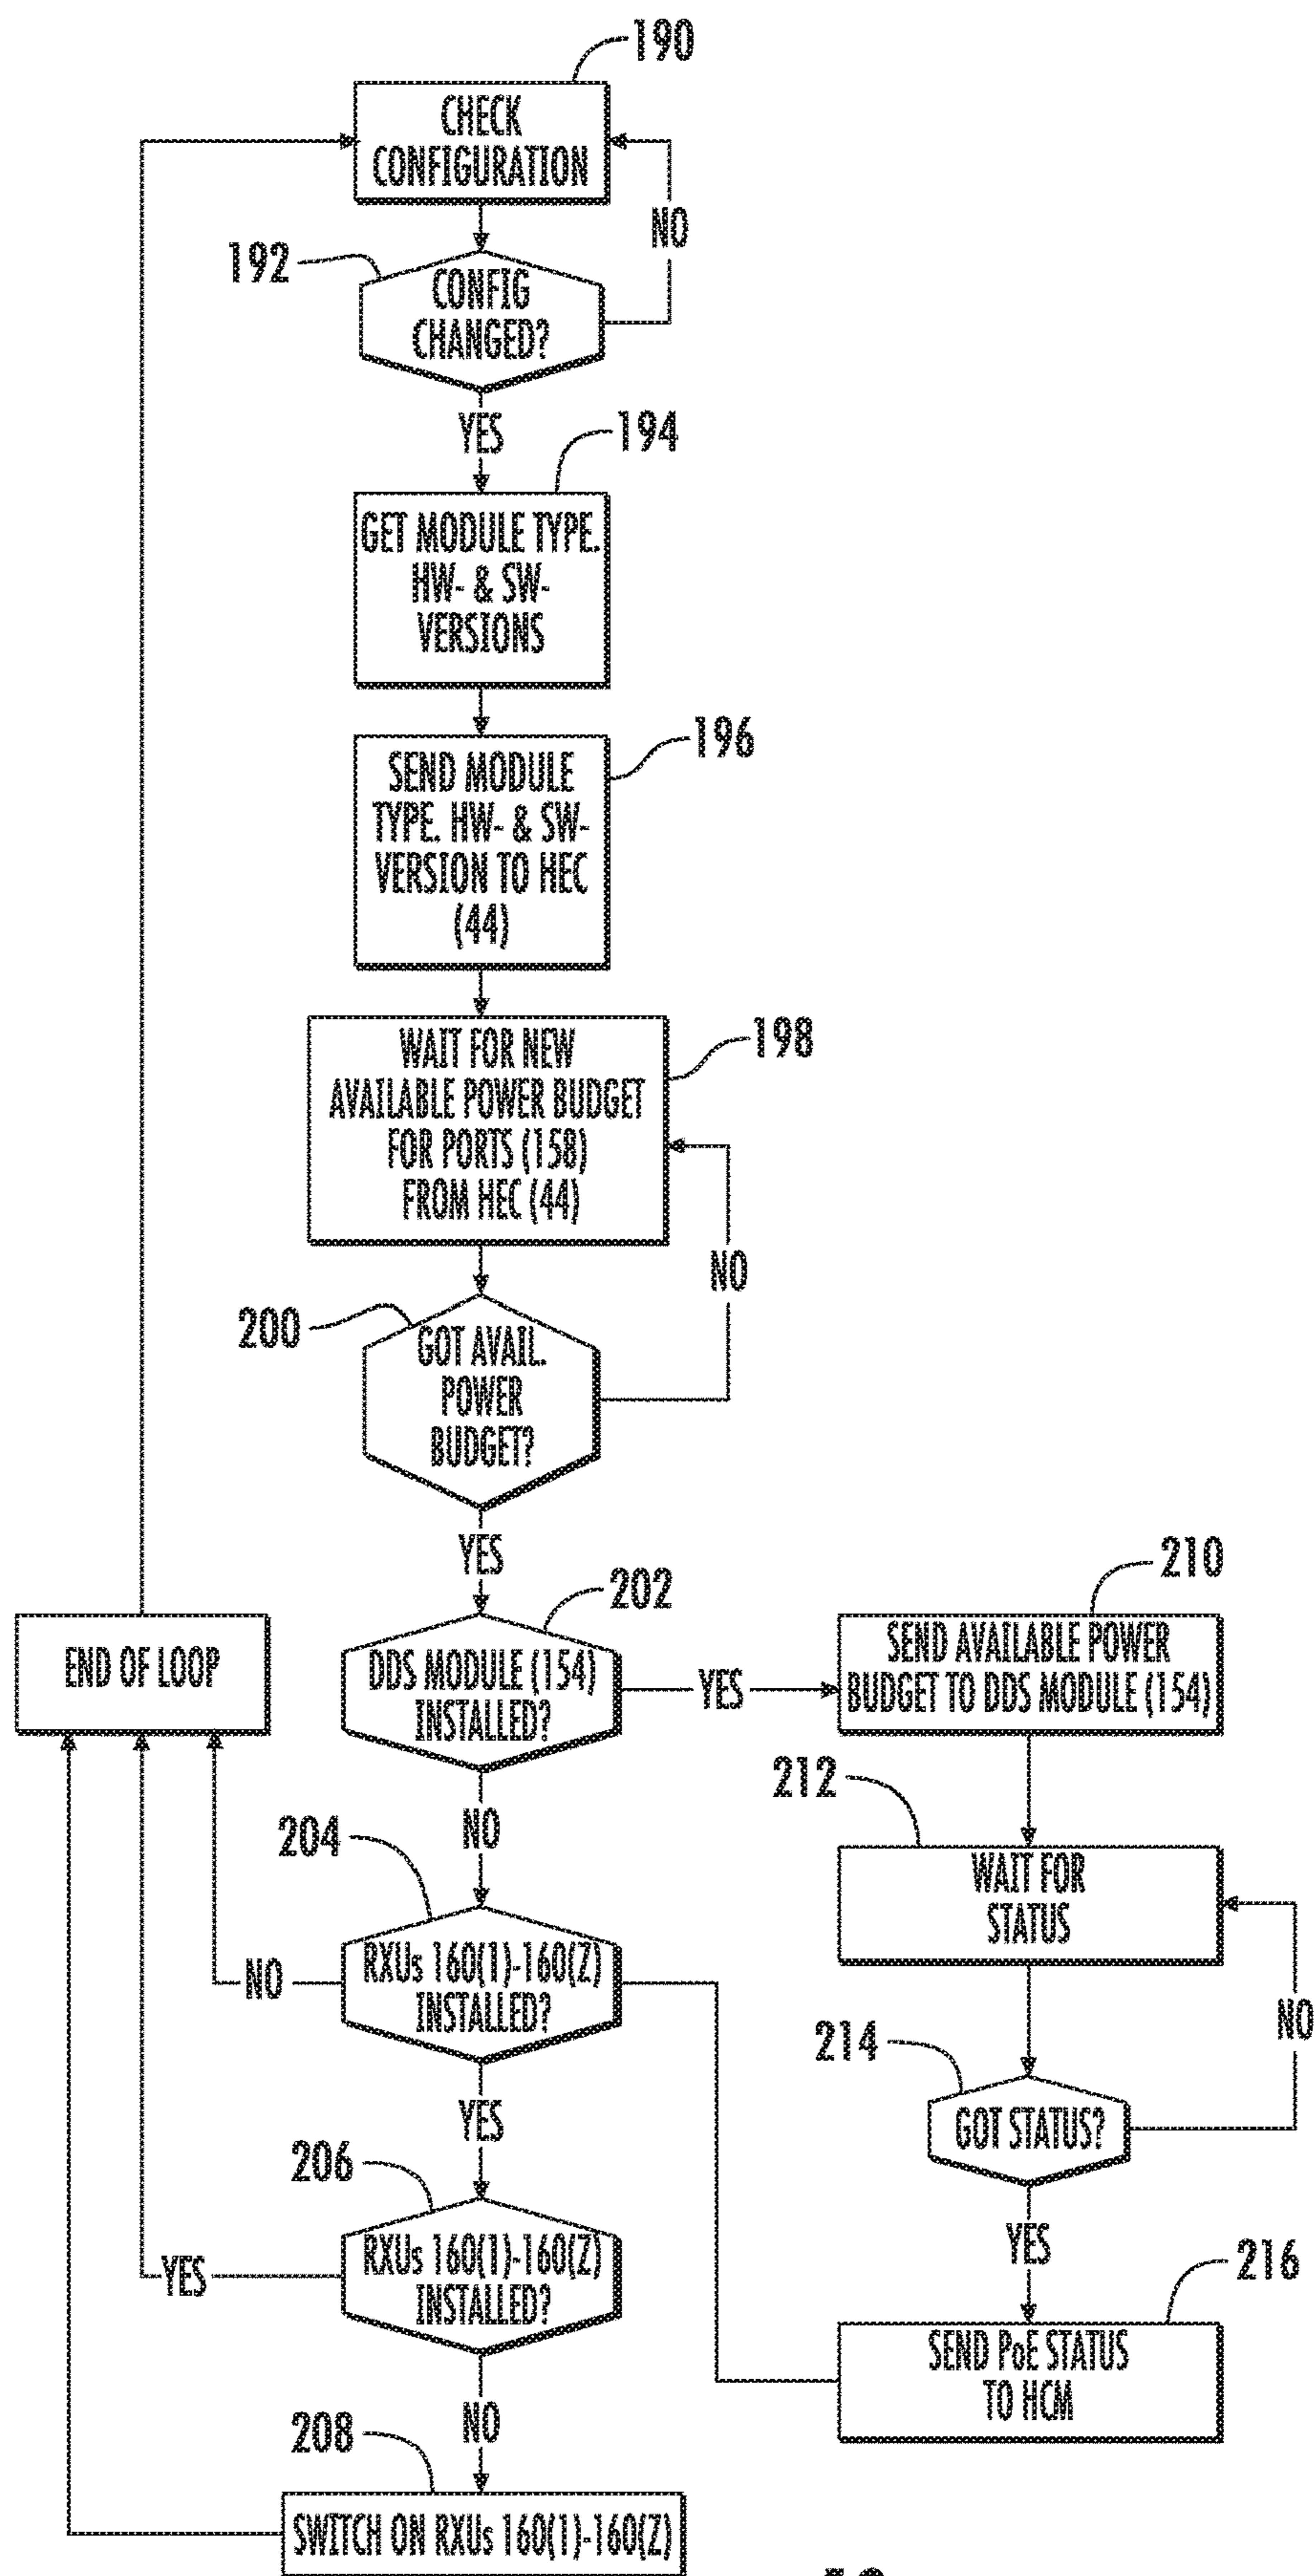 190
CHECK
CONFIGURATION
NO
192
CONFIG
CHANGED?
YES
194
GET MODULE TYPE.
HW- & SW-
VERSIONS
196
SEND MODULE
TYPE. HW- & SW-
VERSION TO HEC
(44)
198
WAIT FOR NEW
AVAILABLE POWER BUDGET
FOR PORTS (158)
FROM HEC (44)
NO
200
GOT AVAIL.
POWER
BUDGET?
YES
202
DDS MODULE (154)
INSTALLED?
YES
210
SEND AVAILABLE POWER
BUDGET TO DDS MODULE (154)
END OF LOOP
NO
212
WAIT FOR
STATUS
204
RXUs 160(1)-160(Z)
INSTALLED?
NO
NO
214
GOT STATUS?
YES
YES
206
RXUs 160(1)-160(Z)
INSTALLED?
YES
216
SEND PoE STATUS
TO HCM
NO
208
SWITCH ON RXUs 160(1)-160(Z)